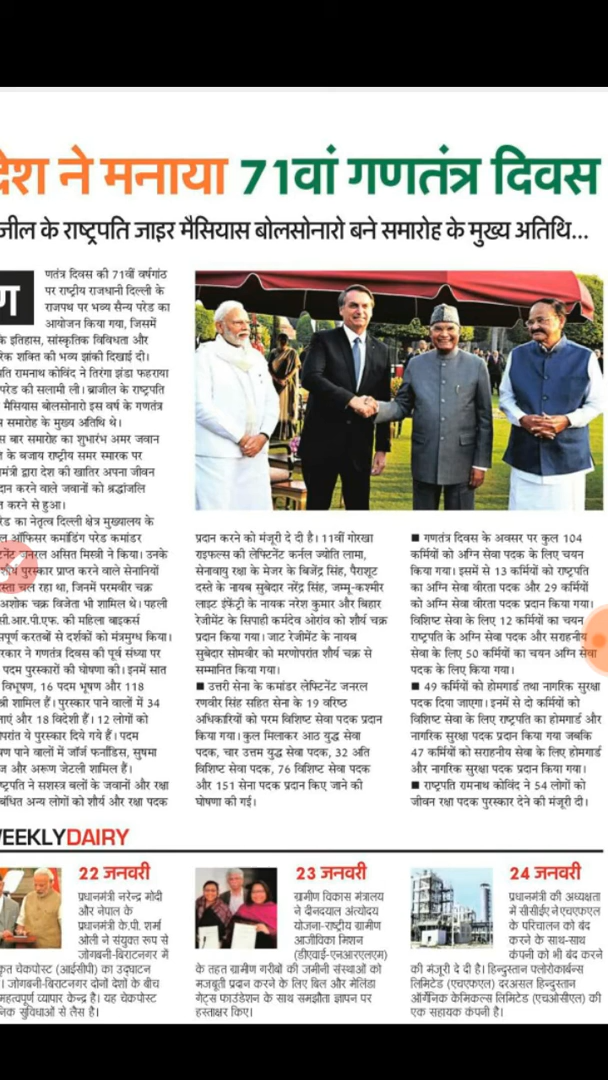 देश ने मनाया 71वां गणतंत्र दिवस
जील के राष्ट्रपति जाइर मैसियास बोलसोनारो बने समारोह के मुख्य अतिथि...
ग
णतंत्र दिवस की 71वीं वर्षगांठ
पर राष्ट्रीय राजधानी दिल्ली के
राजपथ पर भव्य सैन्य परेड का
आयोजन किया गया, जिसमें
के इतिहास, सांस्कृतिक विविधता और
रिक शक्ति की भव्य झांकी दिखाई दी।
पति रामनाथ कोविंद ने तिरंगा झंडा फहराया
परेड की सलामी ली। ब्राजील के राष्ट्रपति
मैसियास बोलसोनारो इस वर्ष के गणतंत्र
समारोह के मुख्य अतिथि थे।
स बार समारोह का शुभारंभ अमर जवान
त के बजाय राष्ट्रीय समर स्मारक पर
मंत्री द्वारा देश की खातिर अपना जीवन
दान करने वाले जवानों को श्रद्धांजलि
त करने से हुआ।
रेड का नेतृत्व दिल्ली क्षेत्र मुख्यालय के
ल ऑफिसर कमांडिंग परेड कमांडर
टनेंट जनरल असित मिस्त्री ने किया। उनके
शौर्य पुरस्कार प्राप्त करने वाले सेनानियों
स्ता चल रहा था, जिनमें परमवीर चक्र
अशोक चक्र विजेता भी शामिल थे। पहली
सी.आर.पी.एफ. की महिला बाइकर्स
सपूर्ण करतबों से दर्शकों को मंत्रमुग्ध किया।
रकार ने गणतंत्र दिवस की पूर्व संध्या पर
पदम पुरस्कारों की घोषणा की। इनमें सात
विभूषण, 16 पदम भूषण और 118
श्री शामिल हैं। पुरस्कार पाने वालों में 34
नाएं और 18 विदेशी हैं। 12 लोगों को
परांत ये पुरस्कार दिये गये हैं। पदम
षण पाने वालों में जॉर्ज फर्नांडिस, सुषमा
ज और अरूण जेटली शामिल हैं।
ष्ट्रपति ने सशस्त्र बलों के जवानों और रक्षा
बंधित अन्य लोगों को शौर्य और रक्षा पदक
प्रदान करने को मंजूरी दे दी है। 11वीं गोरखा
राइफल्स की लेफ्टिनेंट कर्नल ज्योति लामा,
सेनावायु रक्षा के मेजर के बिजेंद्र सिंह, पैराशूट
दस्ते के नायब सूबेदार नरेंद्र सिंह, जम्मू-कश्मीर
लाइट इंफेंट्री के नायक नरेश कुमार और बिहार
रेजीमेंट के सिपाही कर्मदेव ओरांव को शौर्य चक्र
प्रदान किया गया। जाट रेजीमेंट के नायब
सूबेदार सोमवीर को मरणोपरांत शौर्य चक्र से
सम्मानित किया गया।
■ उत्तरी सेना के कमांडर लेफ्टिनेंट जनरल
रणवीर सिंह सहित सेना के 19 वरिष्ठ
अधिकारियों को परम विशिष्ट सेवा पदक प्रदान
किया गया। कुल मिलाकर आठ युद्ध सेवा
पदक, चार उत्तम युद्ध सेवा पदक, 32 अति
विशिष्ट सेवा पदक, 76 विशिष्ट सेवा पदक
और 151 सेना पदक प्रदान किए जाने की
घोषणा की गई।
■ गणतंत्र दिवस के अवसर पर कुल 104
कर्मियों को अग्नि सेवा पदक के लिए चयन
किया गया। इसमें से 13 कर्मियों को राष्ट्रपति
का अग्नि सेवा वीरता पदक और 29 कर्मियों
को अग्नि सेवा वीरता पदक प्रदान किया गया।
विशिष्ट सेवा के लिए 12 कर्मियों का चयन
राष्ट्रपति के अग्नि सेवा पदक और सराहनीय
सेवा के लिए 50 कर्मियों का चयन अग्नि सेवा
पदक के लिए किया गया।
■ 49 कर्मियों को होमगार्ड तथा नागरिक सुरक्षा
पदक दिया जाएगा। इनमें से दो कर्मियों को
विशिष्ट सेवा के लिए राष्ट्रपति का होमगार्ड और
नागरिक सुरक्षा पदक प्रदान किया गया जबकि
47 कर्मियों को सराहनीय सेवा के लिए होमगार्ड
और नागरिक सुरक्षा पदक प्रदान किया गया।
■ राष्ट्रपति रामनाथ कोविंद ने 54 लोगों को
जीवन रक्षा पदक पुरस्कार देने की मंजूरी दी।
WEEKLYDAIRY
22 जनवरी
प्रधानमंत्री नरेन्द्र मोदी
और नेपाल के
प्रधानमंत्री के.पी. शर्मा
ओली ने संयुक्त रूप से
जोगबनी-बिराटनगर में
कृत चेकपोस्ट (आईसीपी) का उद्घाटन
। जोगबनी-बिराटनगर दोनों देशों के बीच
महत्वपूर्ण व्यापार केन्द्र है। यह चेकपोस्ट
निक सुविधाओं से लैस है।
23 जनवरी
ग्रामीण विकास मंत्रालय
ने दीनदयाल अंत्योदय
योजना-राष्ट्रीय ग्रामीण
आजीविका मिशन
(डीएवाई-एनआरएलएम)
के तहत ग्रामीण गरीबों की जमीनी संस्थाओं को
मजबूती प्रदान करने के लिए बिल और मेलिंडा
गेट्स फाउंडेशन के साथ समझौता ज्ञापन पर
हस्ताक्षर किए।
24 जनवरी
प्रधानमंत्री की अध्यक्षता
में सीसीईए ने एचएफएल
के परिचालन को बंद
करने के साथ-साथ
कंपनी को भी बंद करने
की मंजूरी दे दी है। हिन्दुस्तान फ्लोरोकार्बन्स
लिमिटेड (एचएफएल) दरअसल हिन्दुस्तान
ऑर्गेनिक केमिकल्स लिमिटेड (एचओसीएल) की
एक सहायक कंपनी है।